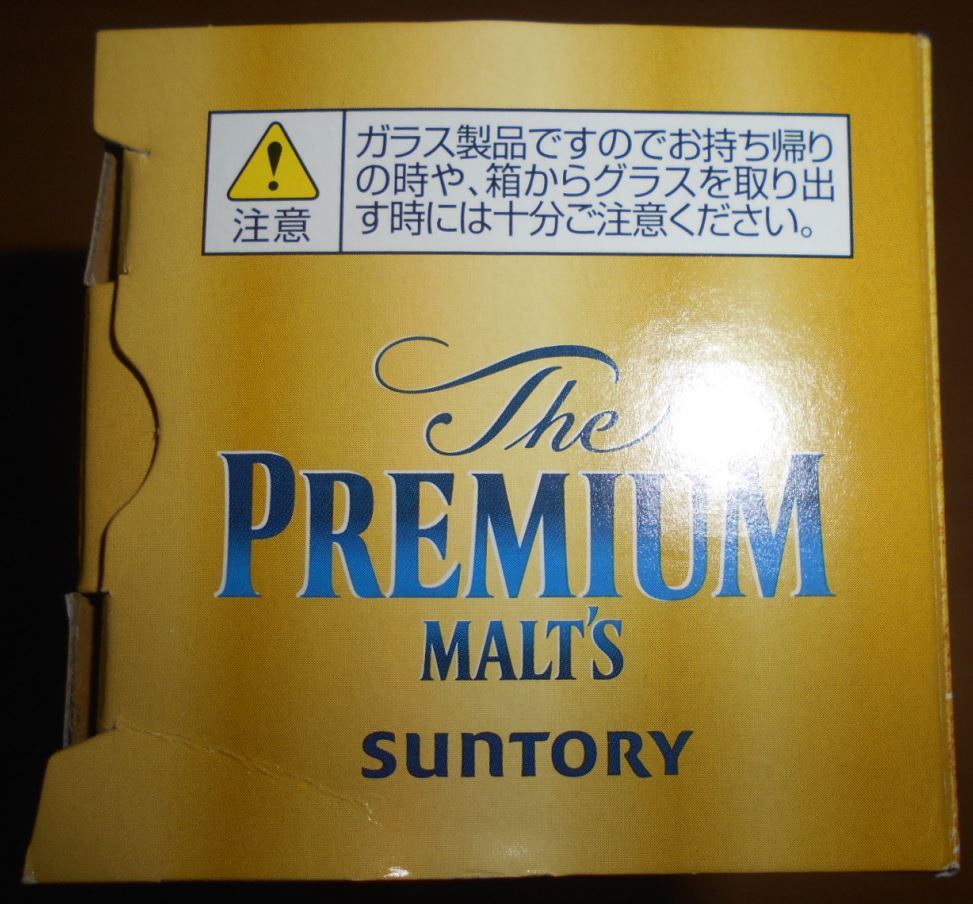 注意
ガラス製品ですのでお持ち帰り
の時や、箱からグラスを取り出
す時には十分ご注意ください。
The
PREMIUM
MALT'S
SUNTORY